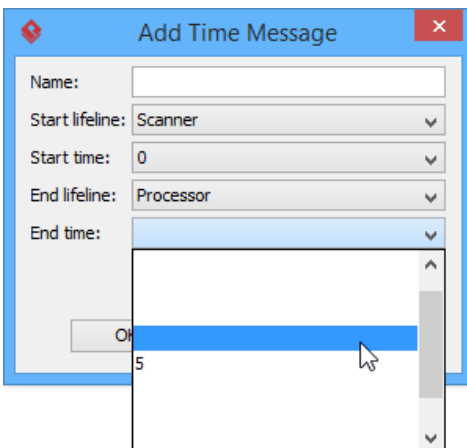 Add Time Message
Name:
Start lifeline: Scanner
Start time: 0
End lifeline: Processor
End time:
5